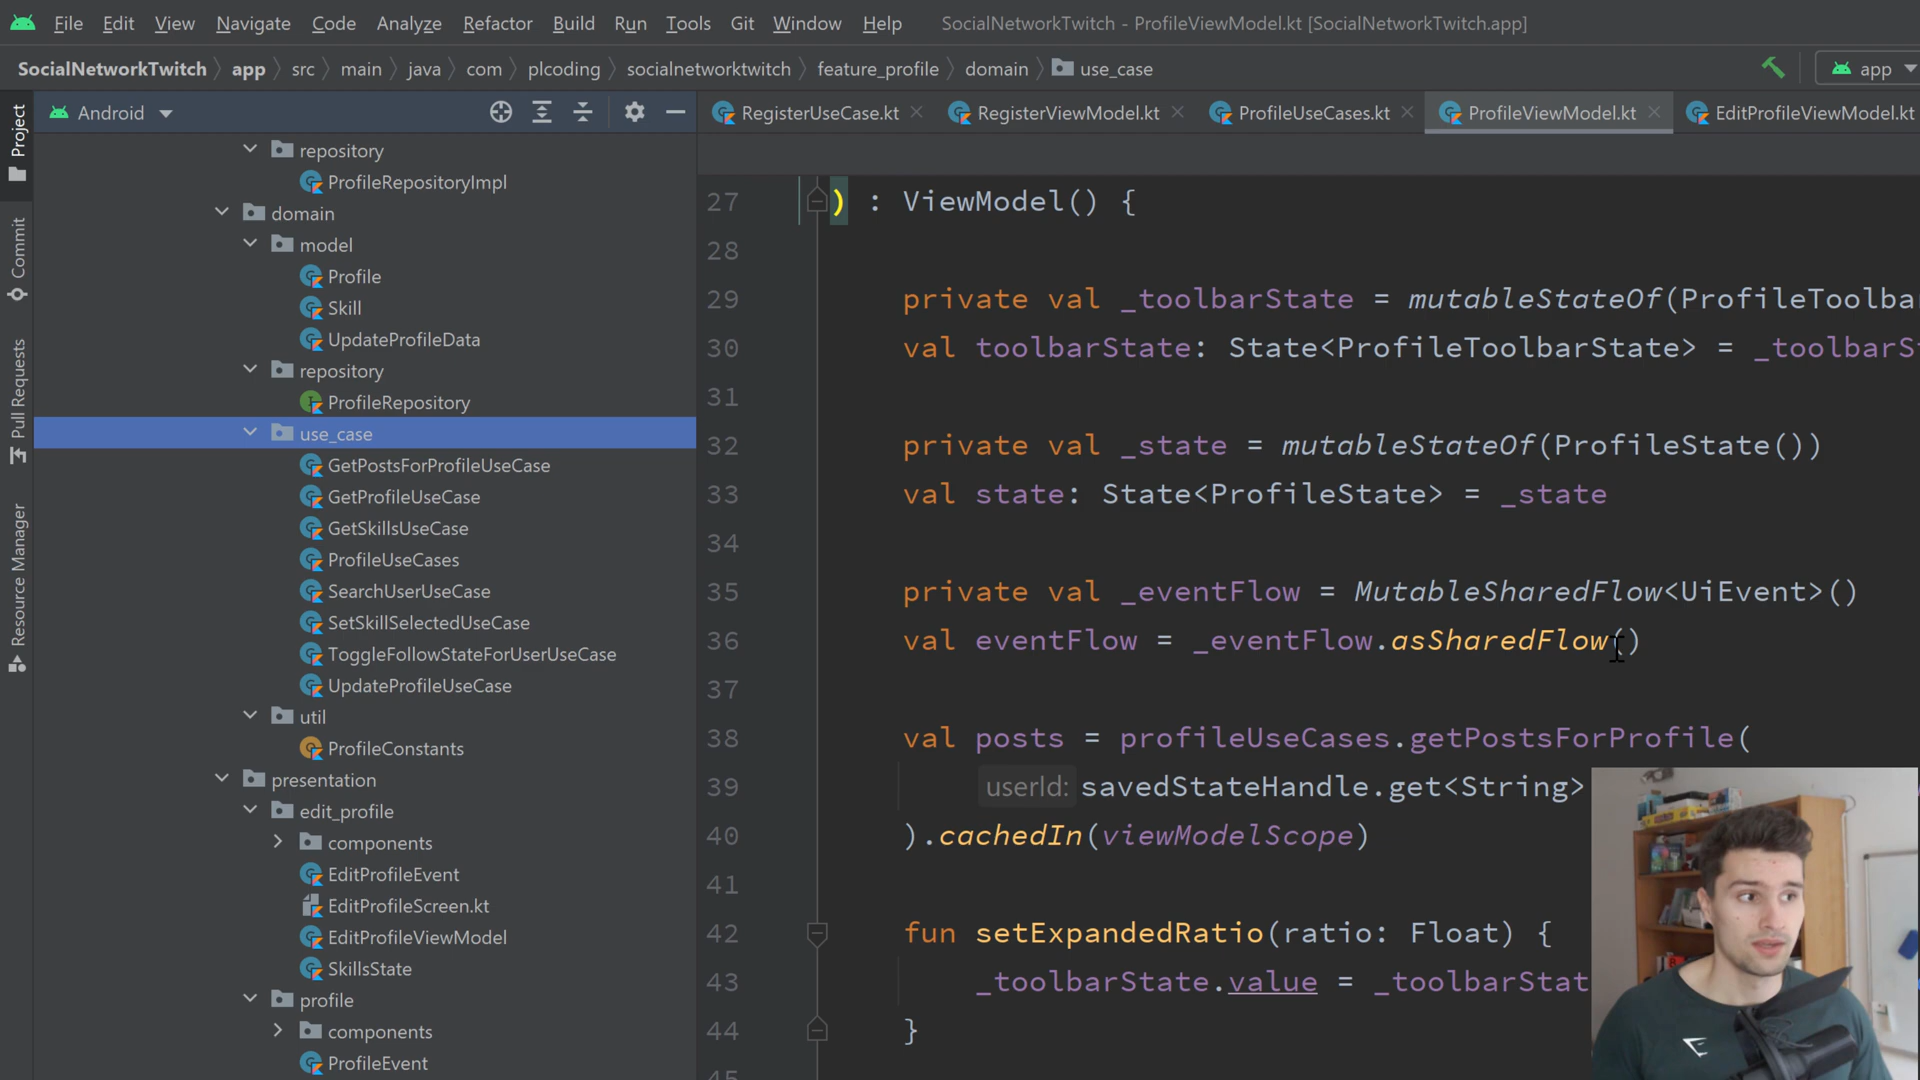 File Edit View Navigate Code Analyze Refactor Build Run Tools Git Window Help SocialNetworkTwitch - ProfileViewModel.kt [SocialNetworkTwitch.app]
SocialNetworkTwitch app src main java com plcoding socialnetworktwitch feature_profile domain use_case app
Android RegisterUseCase.kt RegisterViewModel.kt ProfileUseCases.kt ProfileViewModel.kt EditProfileViewModel.kt
Project
Commit
Pull Requests
Resource Manager
repository
ProfileRepositoryImpl
domain
model
Profile
Skill
UpdateProfileData
repository
ProfileRepository
use_case
GetPostsForProfileUseCase
GetProfileUseCase
GetSkillsUseCase
ProfileUseCases
SearchUserUseCase
SetSkillSelectedUseCase
ToggleFollowStateForUserUseCase
UpdateProfileUseCase
util
ProfileConstants
presentation
edit_profile
components
EditProfileEvent
EditProfileScreen.kt
EditProfileViewModel
SkillsState
profile
components
ProfileEvent
27 ) : ViewModel() {
28
29 private val _toolbarState = mutableStateOf(ProfileToolba
30 val toolbarState: State<ProfileToolbarState> = _toolbarS
31
32 private val _state = mutableStateOf(ProfileState())
33 val state: State<ProfileState> = _state
34
35 private val _eventFlow = MutableSharedFlow<UiEvent>()
36 val eventFlow = _eventFlow.asSharedFlow()
37
38 val posts = profileUseCases.getPostsForProfile(
39 userId: savedStateHandle.get<String>
40 ).cachedIn(viewModelScope)
41
42 fun setExpandedRatio(ratio: Float) {
43 _toolbarState.value = _toolbarStat
44 }
45